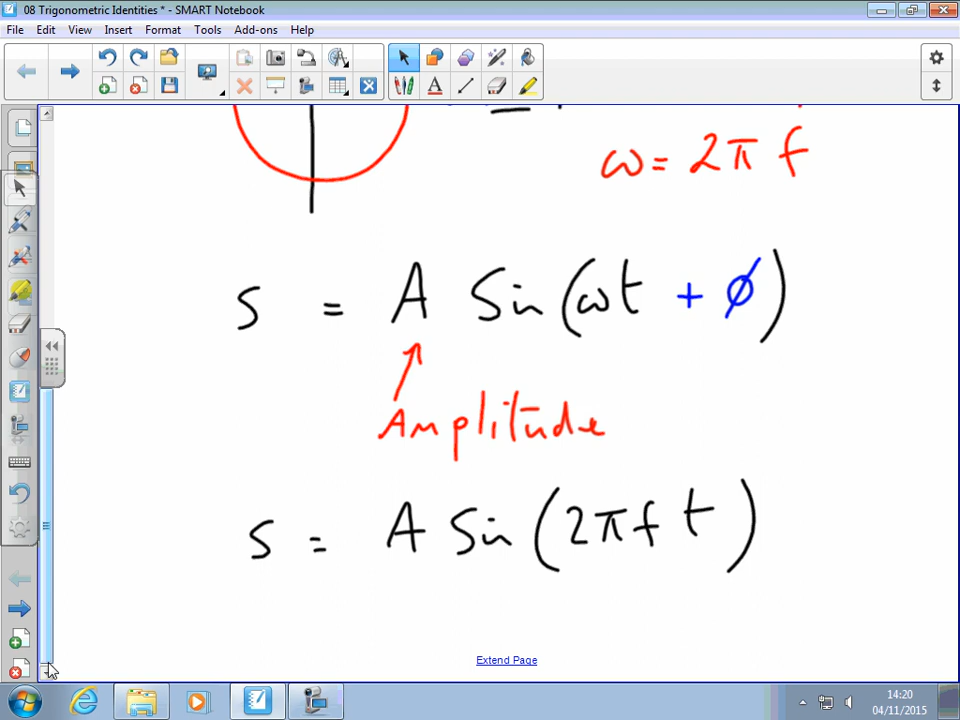 08 Trigonometric Identities * - SMART Notebook
File Edit View Insert Format Tools Add-ons Help
ω = 2π f
s = A Sin(ωt + φ)
Amplitude
s = A Sin(2πf t)
Extend Page
14:20
04/11/2015